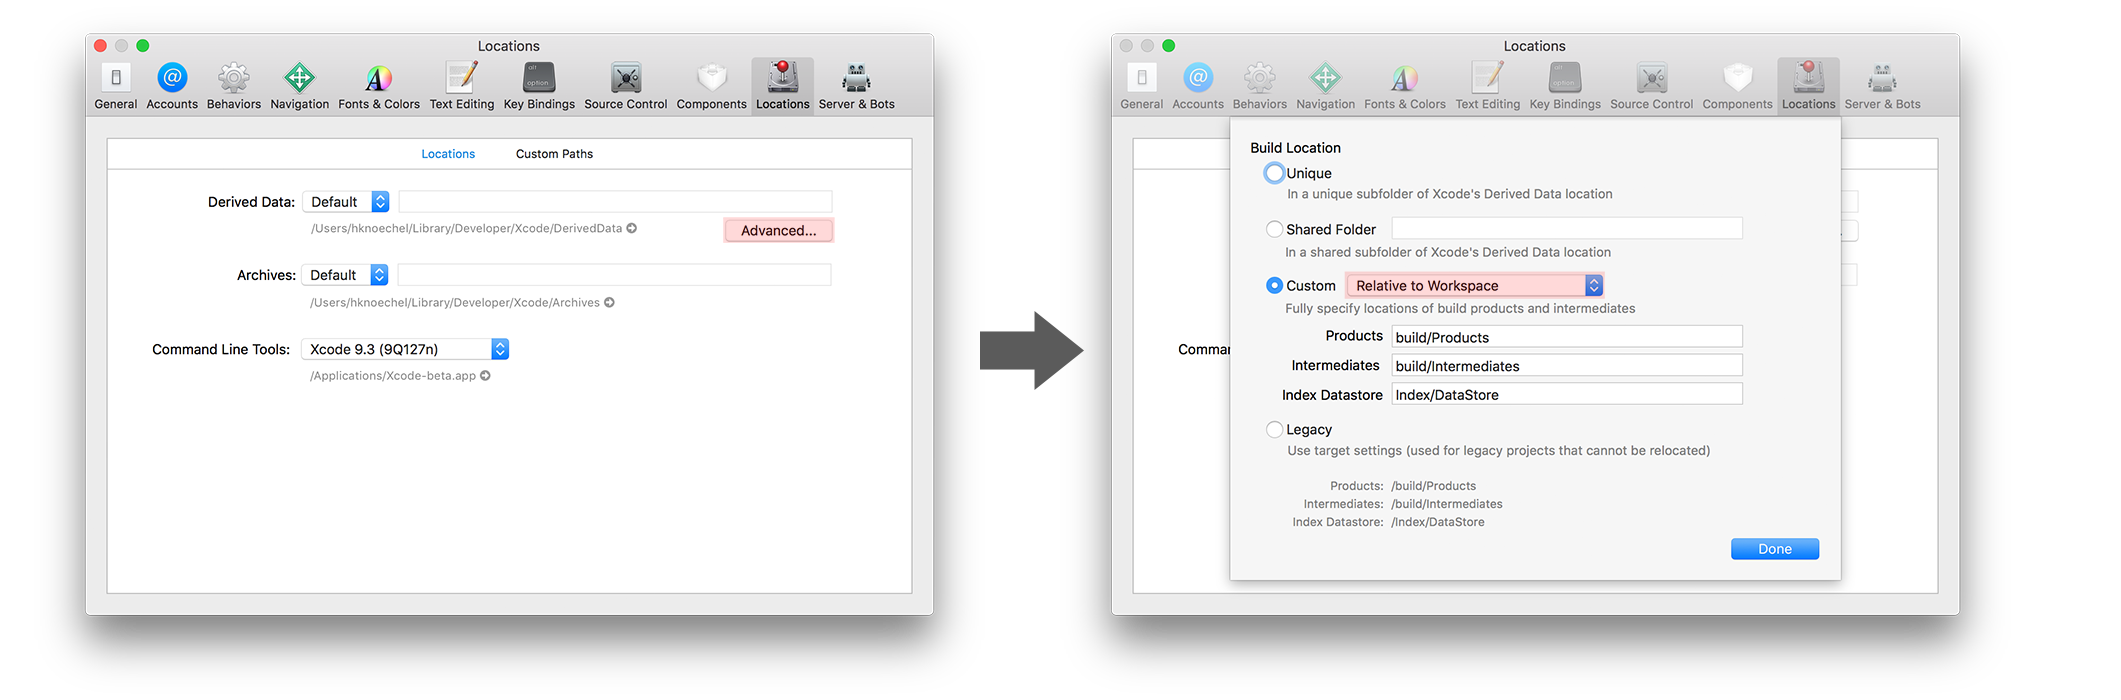 Locations
General Accounts Behaviors Navigation Fonts & Colors Text Editing Key Bindings Source Control Components Locations Server & Bots
Locations Custom Paths
Derived Data: Default
/Users/hknoechel/Library/Developer/Xcode/DerivedData
Advanced...
Archives: Default
/Users/hknoechel/Library/Developer/Xcode/Archives
Command Line Tools: Xcode 9.3 (9Q127n)
/Applications/Xcode-beta.app
Locations
General Accounts Behaviors Navigation Fonts & Colors Text Editing Key Bindings Source Control Components Locations Server & Bots
Build Location
Unique
In a unique subfolder of Xcode's Derived Data location
Shared Folder
In a shared subfolder of Xcode's Derived Data location
Custom Relative to Workspace
Fully specify locations of build products and intermediates
Products build/Products
Intermediates build/Intermediates
Index Datastore Index/DataStore
Legacy
Use target settings (used for legacy projects that cannot be relocated)
Products: /build/Products
Intermediates: /build/Intermediates
Index Datastore: /Index/DataStore
Done